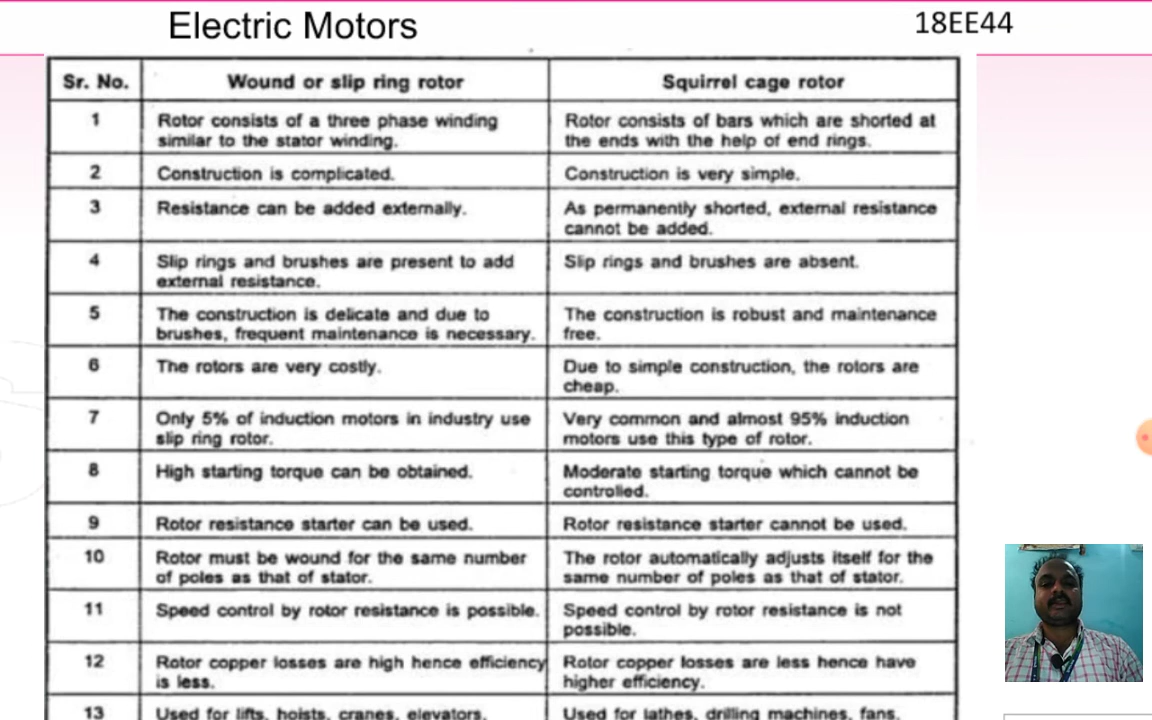 Electric Motors
18EE44
Sr. No.
Wound or slip ring rotor
Squirrel cage rotor
1
Rotor consists of a three phase winding
similar to the stator winding.
Rotor consists of bars which are shorted at
the ends with the help of end rings.
2
Construction is complicated.
Construction is very simple.
3
Resistance can be added externally.
As permanently shorted, external resistance
cannot be added.
4
Slip rings and brushes are present to add
external resistance.
Slip rings and brushes are absent.
5
The construction is delicate and due to
brushes, frequent maintenance is necessary.
The construction is robust and maintenance
free.
6
The rotors are very costly.
Due to simple construction, the rotors are
cheap.
7
Only 5% of induction motors in industry use
slip ring rotor.
Very common and almost 95% induction
motors use this type of rotor.
8
High starting torque can be obtained.
Moderate starting torque which cannot be
controlled.
9
Rotor resistance starter can be used.
Rotor resistance starter cannot be used.
10
Rotor must be wound for the same number
of poles as that of stator.
The rotor automatically adjusts itself for the
same number of poles as that of stator.
11
Speed control by rotor resistance is possible.
Speed control by rotor resistance is not
possible.
12
Rotor copper losses are high hence efficiency
is less.
Rotor copper losses are less hence have
higher efficiency.
13
Used for lifts, hoists, cranes, elevators,
Used for lathes, drilling machines, fans,